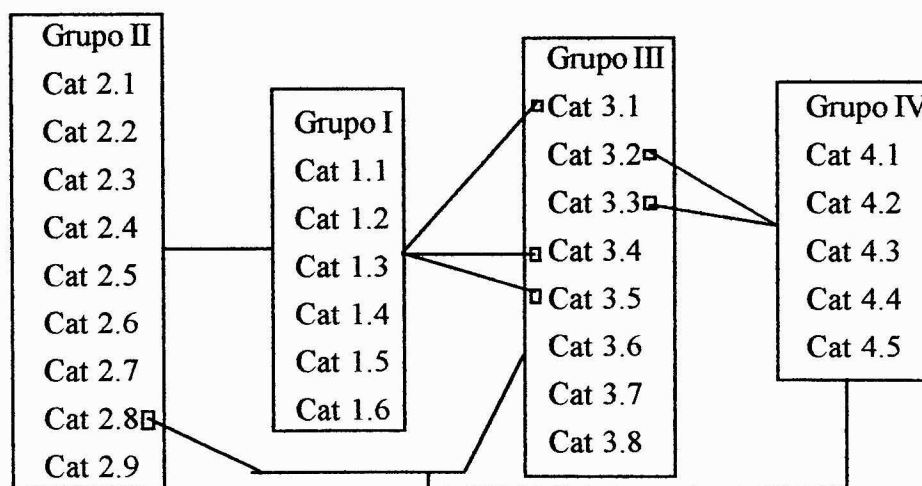 Grupo II
Cat 2.1
Cat 2.2
Cat 2.3
Cat 2.4
Cat 2.5
Cat 2.6
Cat 2.7
Cat 2.8
Cat 2.9
Grupo I
Cat 1.1
Cat 1.2
Cat 1.3
Cat 1.4
Cat 1.5
Cat 1.6
Grupo III
Cat 3.1
Cat 3.2
Cat 3.3
Cat 3.4
Cat 3.5
Cat 3.6
Cat 3.7
Cat 3.8
Grupo IV
Cat 4.1
Cat 4.2
Cat 4.3
Cat 4.4
Cat 4.5